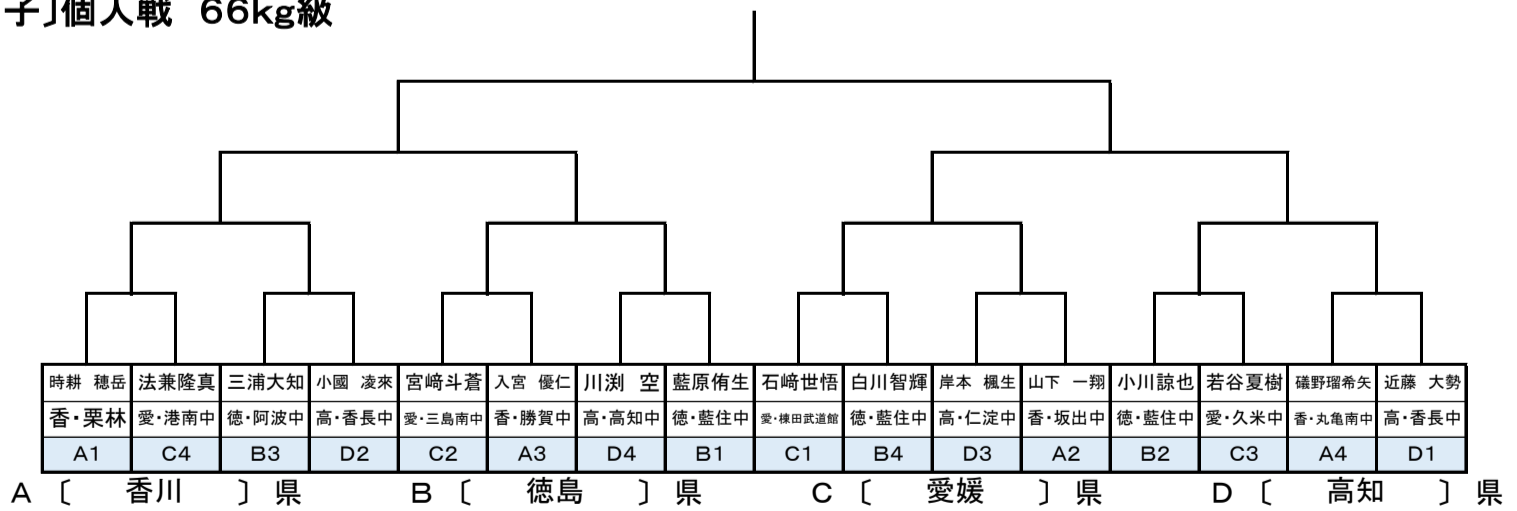 子」個人戦　66kg級
時耕　穂岳 法兼隆真 三浦大知 小國　凌來 宮﨑斗蒼 入宮　優仁 川渕　空 藍原侑生 石﨑世悟 白川智輝 岸本　楓生 山下　一翔 小川諒也 若谷夏樹 礒野瑠希矢 近藤　大勢
香・栗林 愛・港南中 徳・阿波中 高・香長中 愛・三島南中 香・勝賀中 高・高知中 徳・藍住中 愛・棟田武道館 徳・藍住中 高・仁淀中 香・坂出中 徳・藍住中 愛・久米中 香・丸亀南中 高・香長中
A1 C4 B3 D2 C2 A3 D4 B1 C1 B4 D3 A2 B2 C3 A4 D1
A〔　香川　〕県 B〔　徳島　〕県 C〔　愛媛　〕県 D〔　高知　〕県